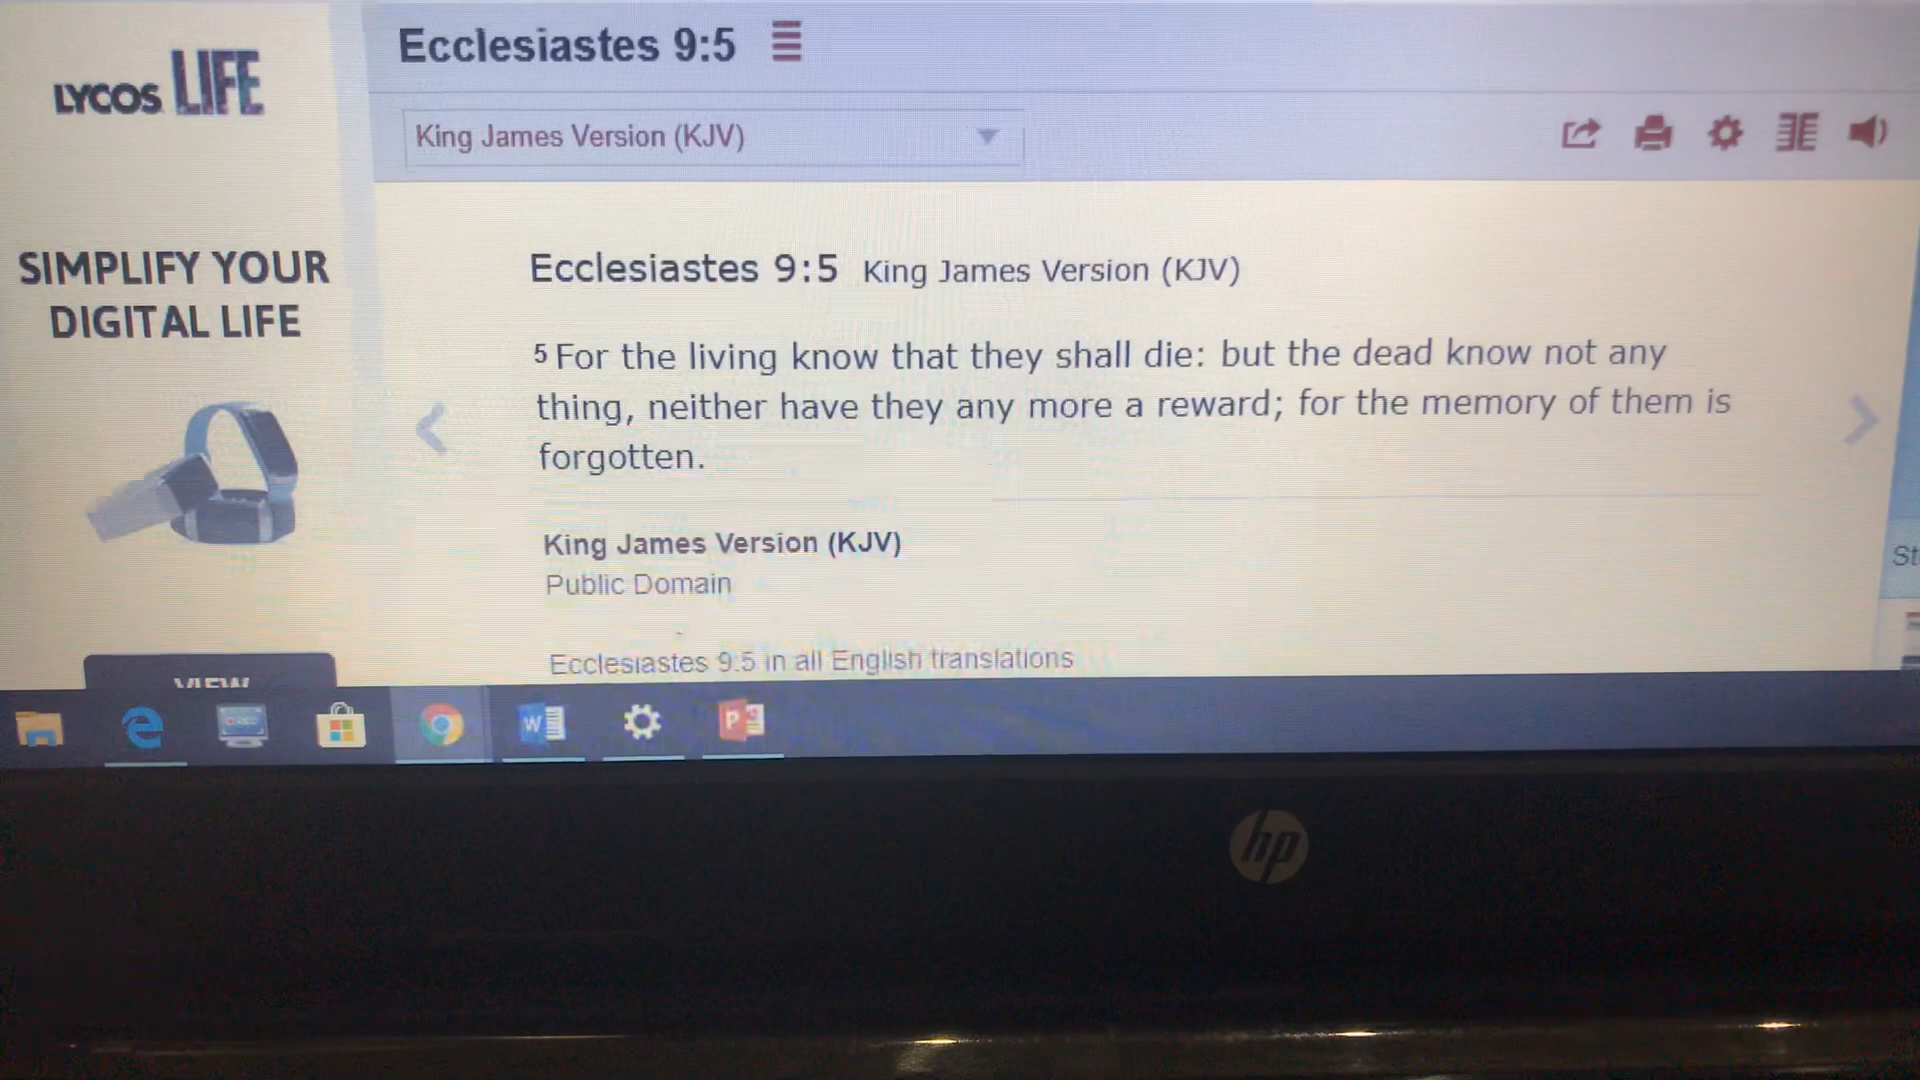 LYCOS LIFE
SIMPLIFY YOUR
DIGITAL LIFE
VIEW
Ecclesiastes 9:5
King James Version (KJV)
Ecclesiastes 9:5 King James Version (KJV)
5 For the living know that they shall die: but the dead know not any
thing, neither have they any more a reward; for the memory of them is
forgotten.
King James Version (KJV)
Public Domain
Ecclesiastes 9:5 in all English translations
W
P
hp